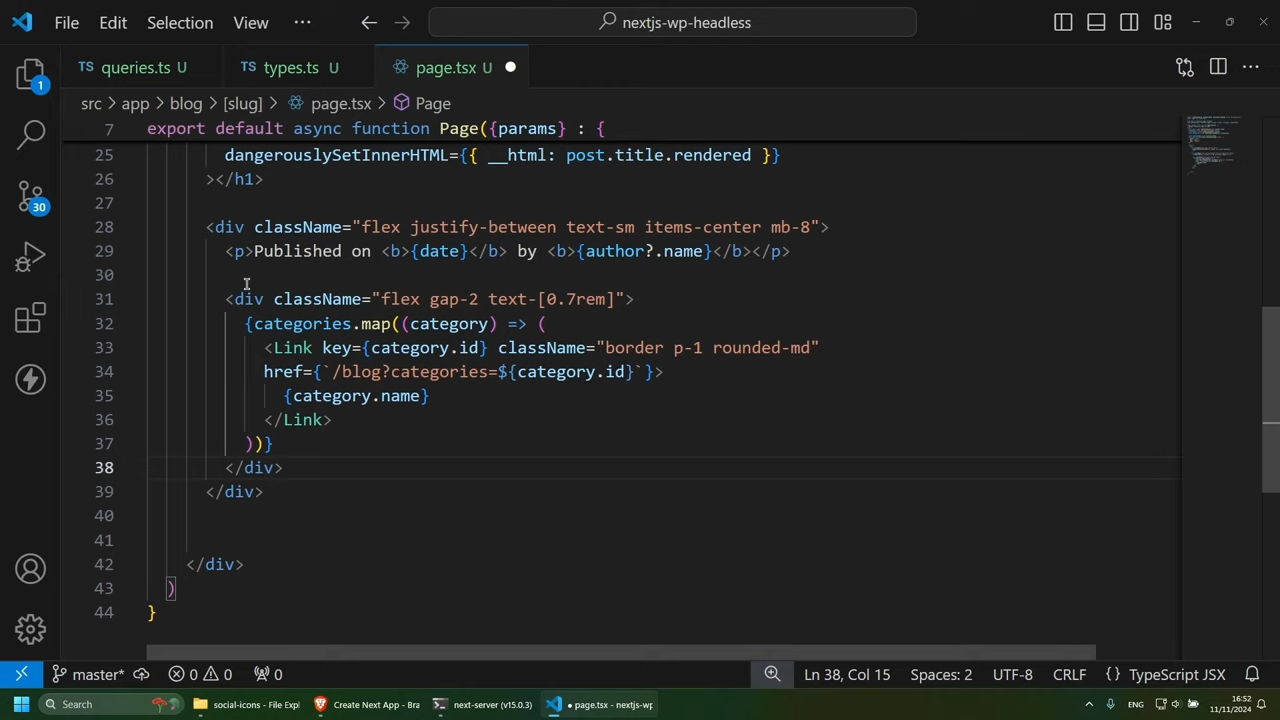 File Edit Selection View ··· nextjs-wp-headless
TS queries.ts U TS types.ts U page.tsx U
src > app > blog > [slug] > page.tsx > Page
7 export default async function Page({params} : {
25 dangerouslySetInnerHTML={{ __html: post.title.rendered }}
26 ></h1>
27
28 <div className="flex justify-between text-sm items-center mb-8">
29 <p>Published on <b>{date}</b> by <b>{author?.name}</b></p>
30
31 <div className="flex gap-2 text-[0.7rem]">
32 {categories.map((category) => (
33 <Link key={category.id} className="border p-1 rounded-md"
34 href={`/blog?categories=${category.id}`}>
35 {category.name}
36 </Link>
37 ))}
38 </div>
39 </div>
40
41
42 </div>
43 )
44 }
1
30
master* 0 0 0 Ln 38, Col 15 Spaces: 2 UTF-8 CRLF {} TypeScript JSX
Search social-icons - File Expl Create Next App - Bra next-server (v15.0.3) • page.tsx - nextjs-wp ENG 16:52
11/11/2024